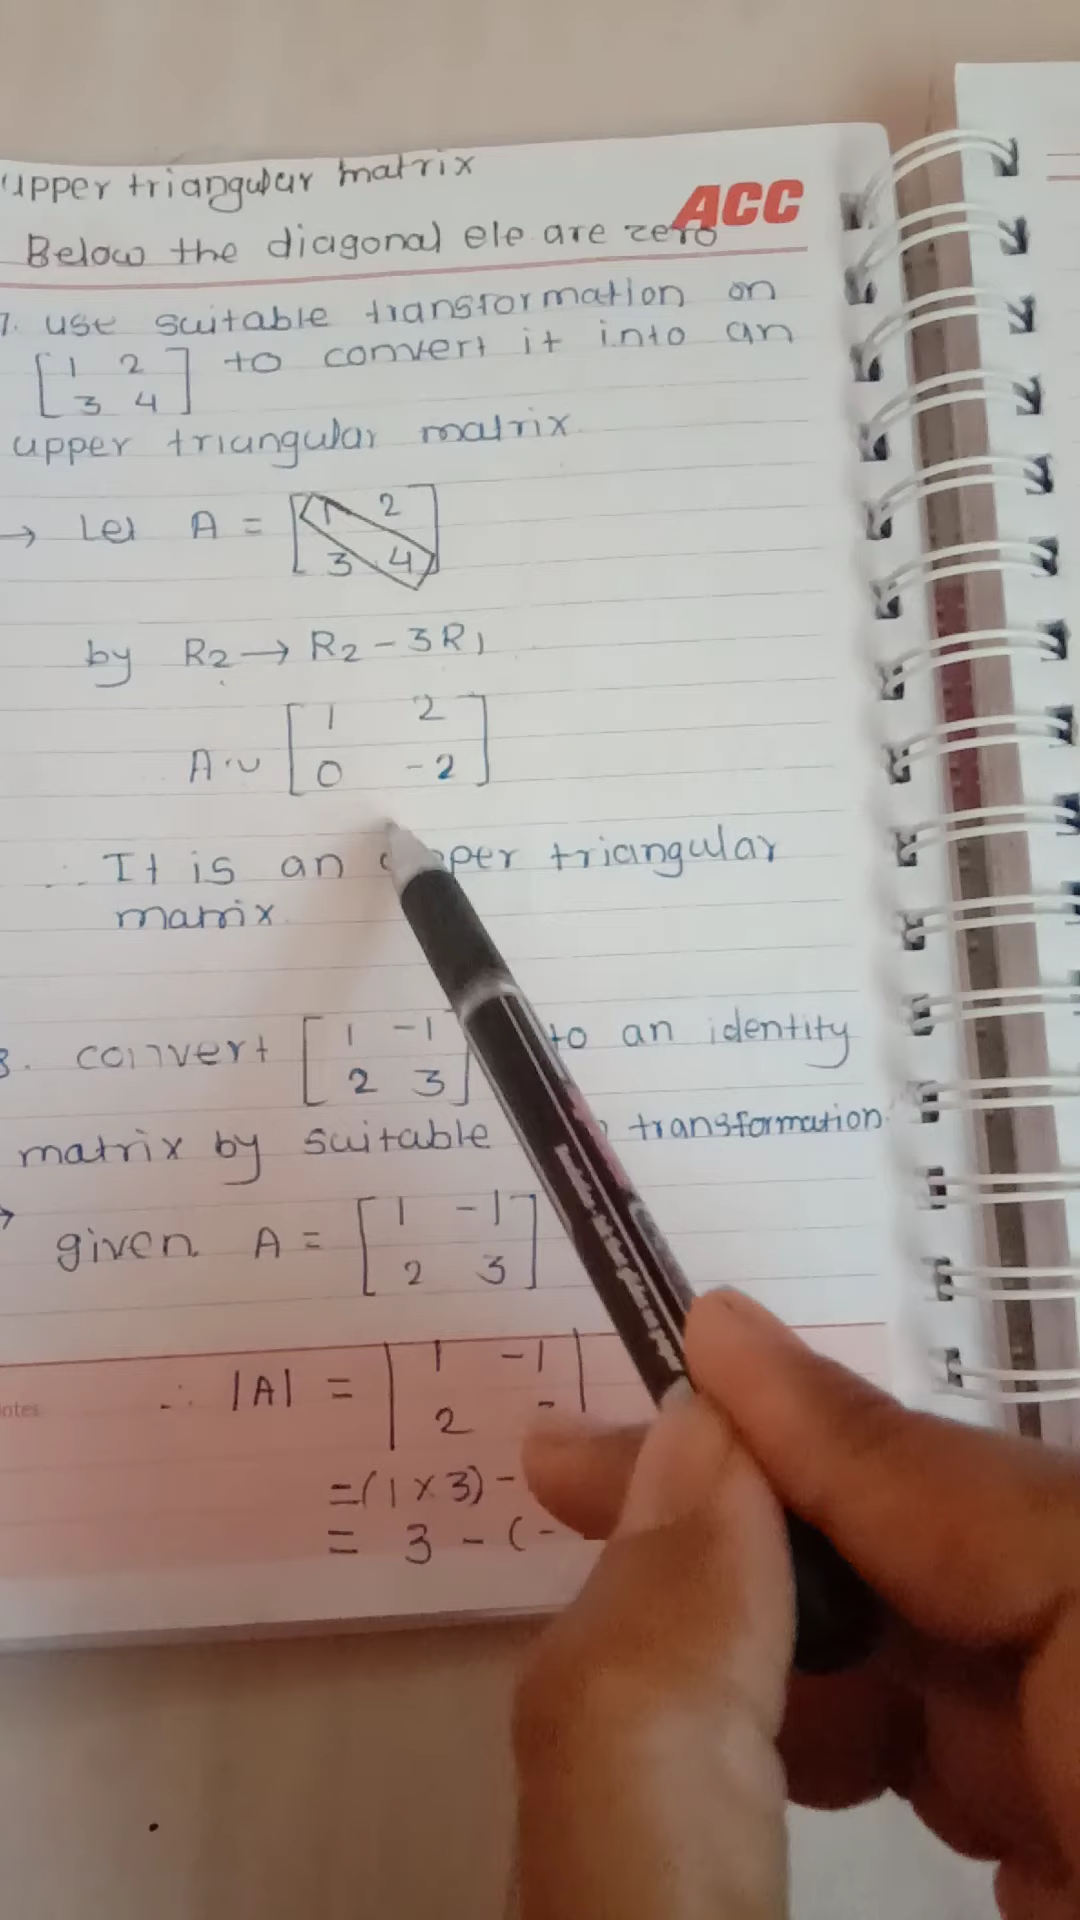 upper triangular matrix
ACC
Below the diagonal ele are zero
7. use suitable transformation on
[1 2
3 4] to convert it into an
upper triangular matrix
→ Let A = [1 2
3 4]
by R2 → R2 - 3R1
A ~ [1 2
0 -2]
∴ It is an upper triangular
matrix.
8. convert [1 -1
2 3] to an identity
matrix by suitable transformation.
→ given A = [1 -1
2 3]
∴ |A| = |1 -1|
2
= (1 × 3) -
= 3 - (-